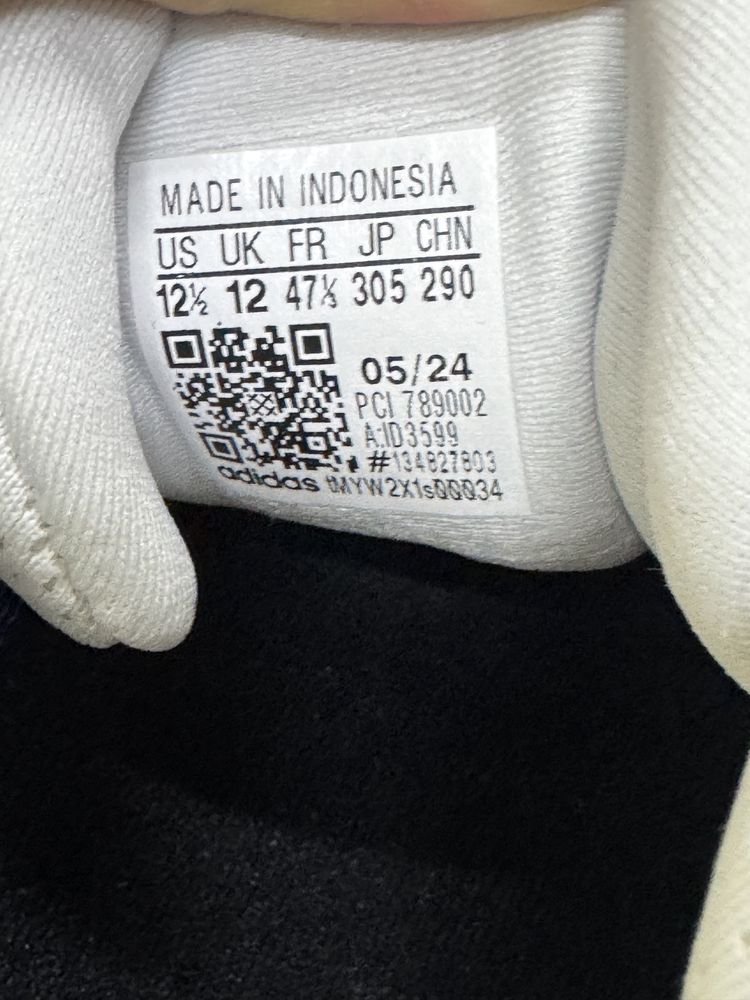 MADE IN INDONESIA
US UK FR JP CHN
12½ 12 47⅓ 305 290
05/24
PCI 789002
A:ID3599
#134827803
adidas tMYW2X1sQQQ34